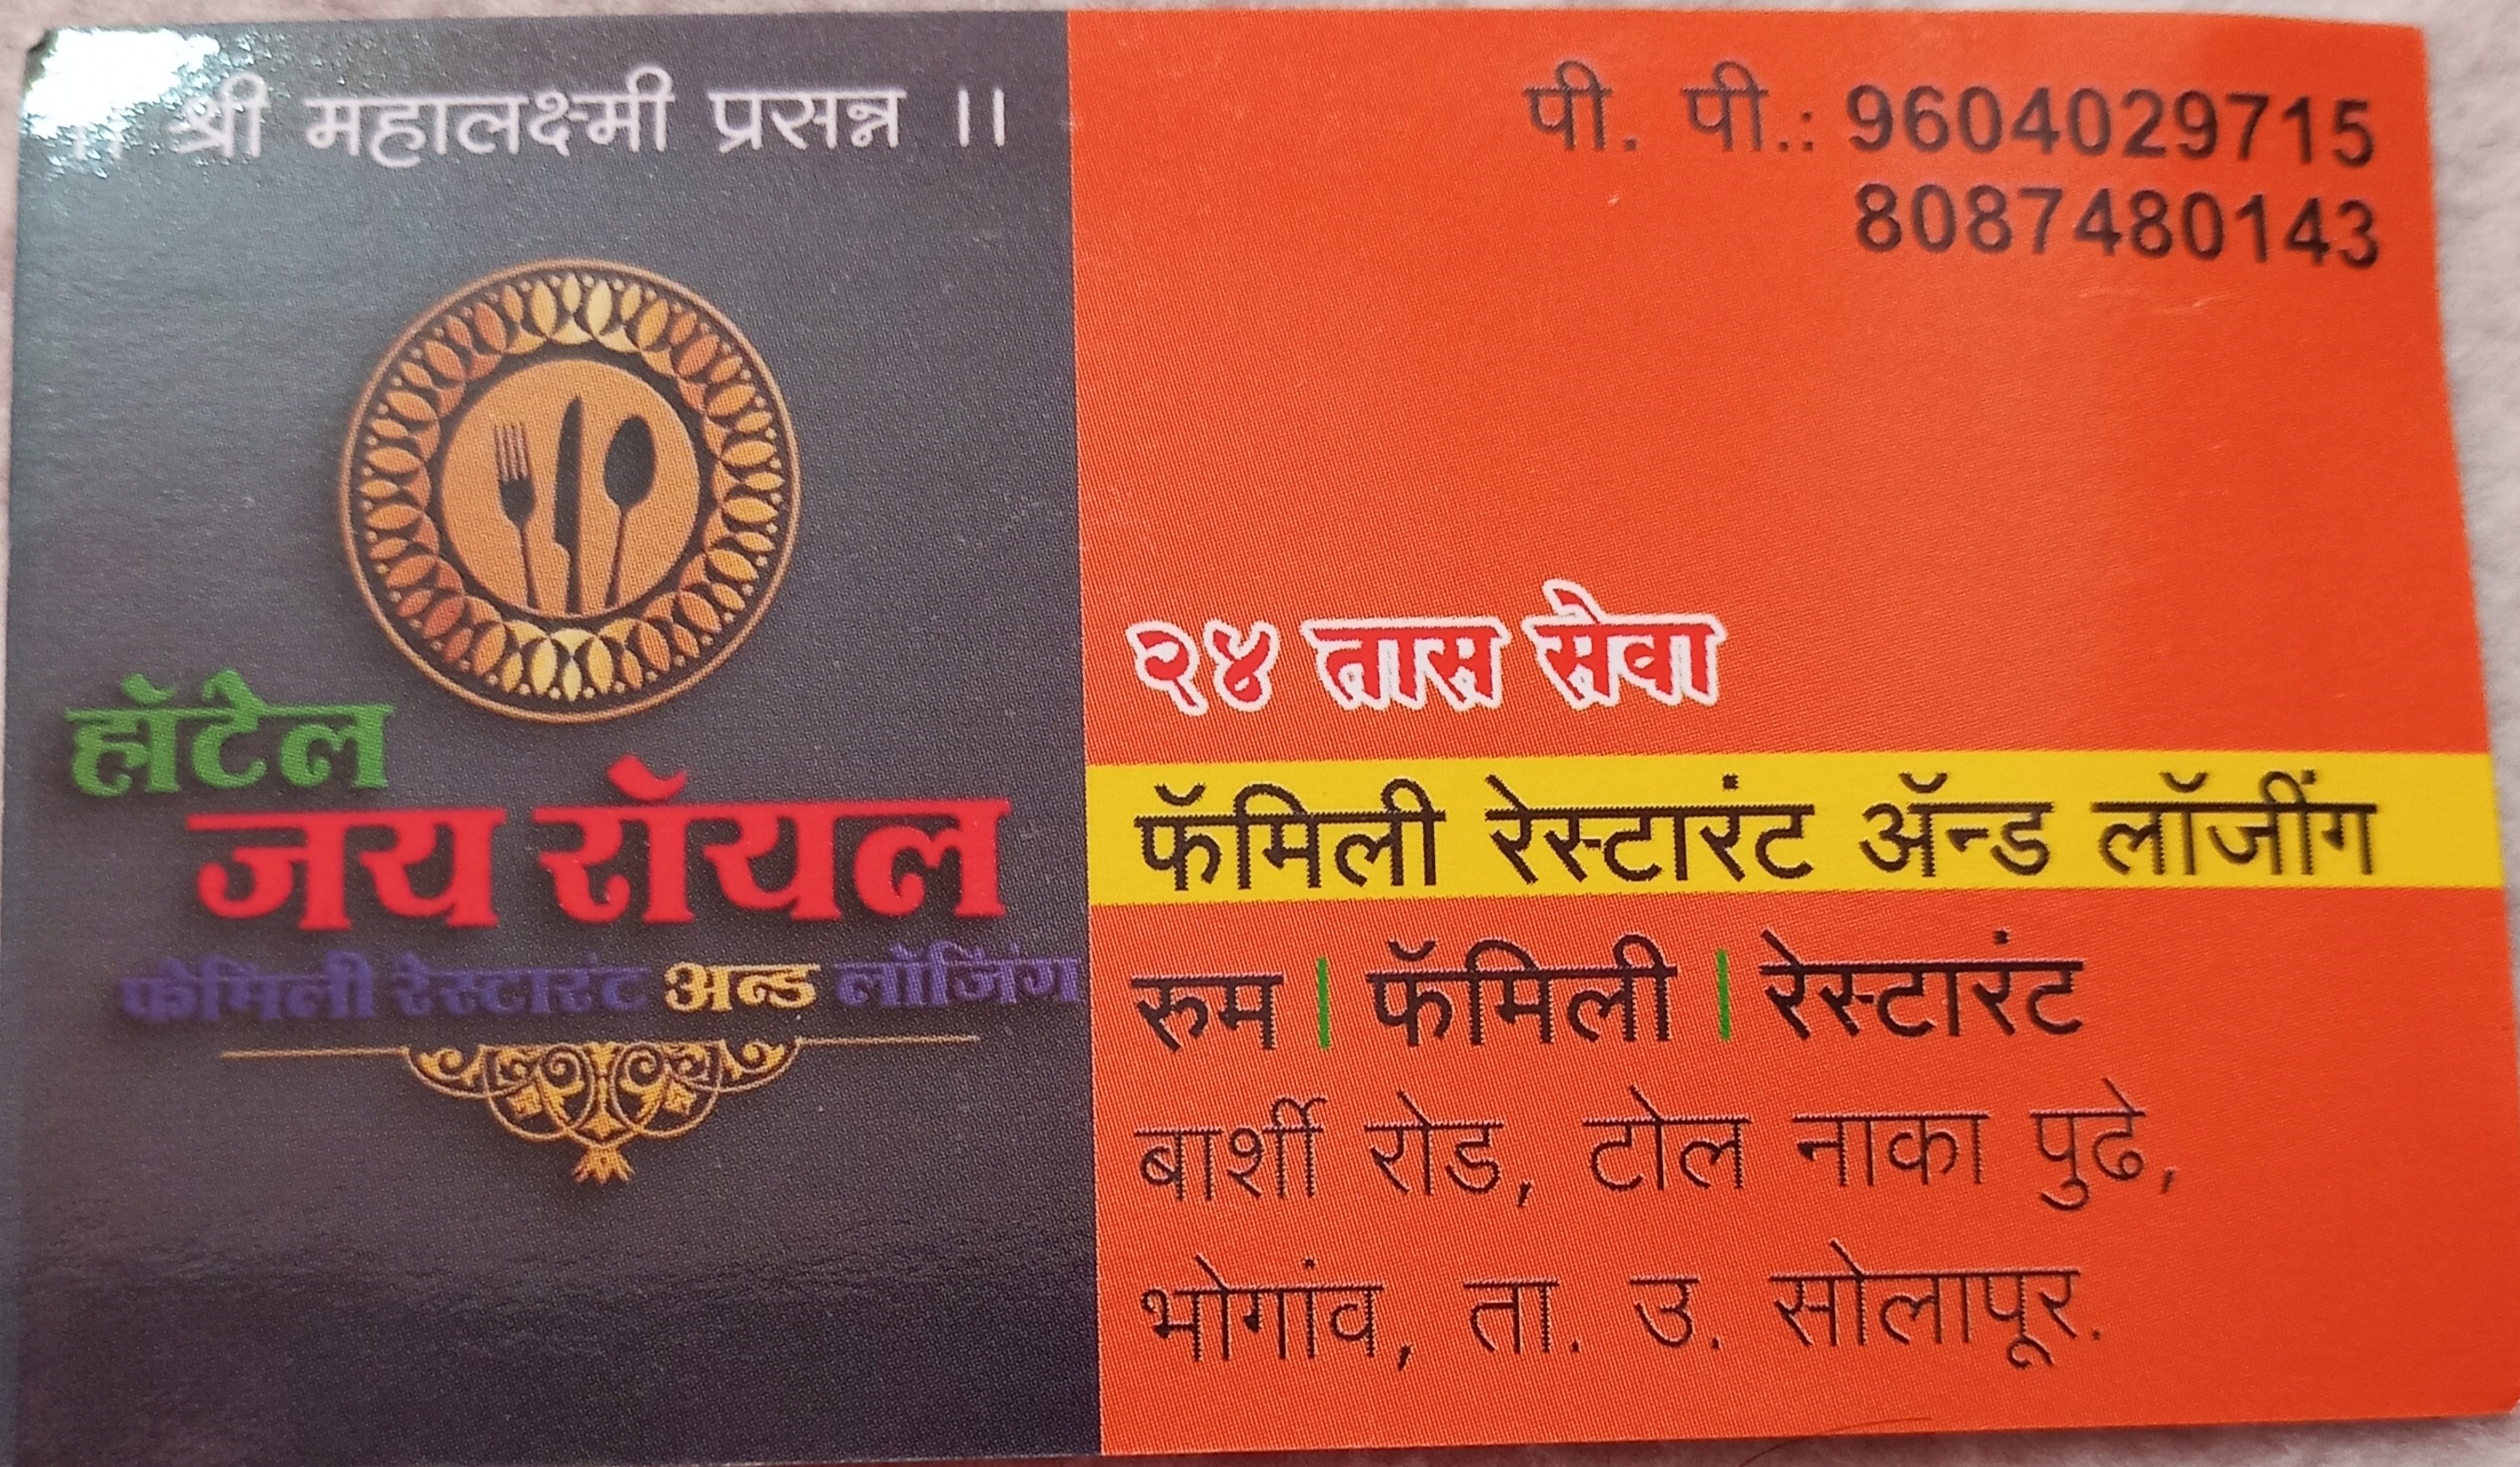 ।। श्री महालक्ष्मी प्रसन्न ।।
हॉटेल
जय रॉयल
फॅमिली रेस्टारंट अन्ड लॉजिंग
पी. पी.: 9604029715
8087480143
२४ तास सेवा
फॅमिली रेस्टारंट ॲन्ड लॉजींग
रुम | फॅमिली | रेस्टारंट
बार्शी रोड, टोल नाका पुढे,
भोगांव, ता. उ. सोलापूर.